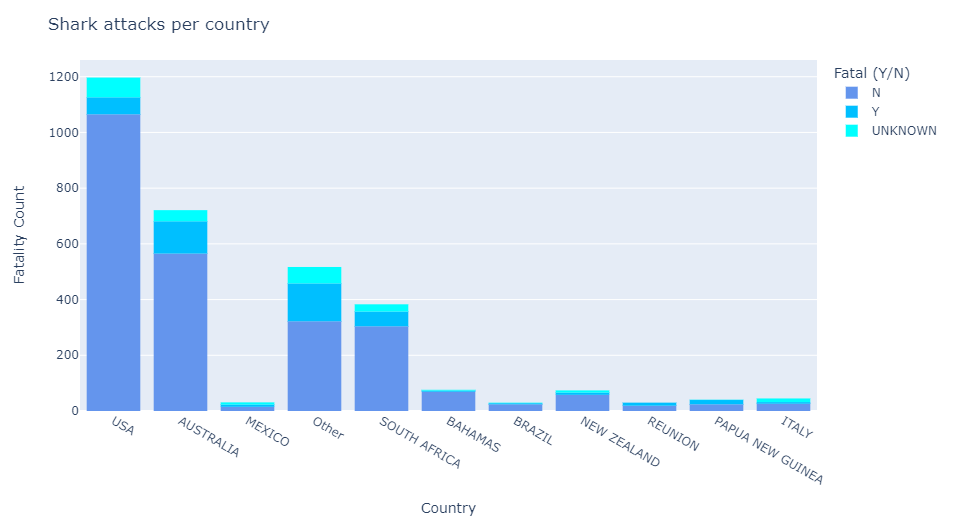 Shark attacks per country
Fatal (Y/N)
N
Y
UNKNOWN
Fatality Count
1200
1000
800
600
400
200
0
USA
AUSTRALIA
MEXICO
Other
SOUTH AFRICA
BAHAMAS
BRAZIL
NEW ZEALAND
REUNION
PAPUA NEW GUINEA
ITALY
Country